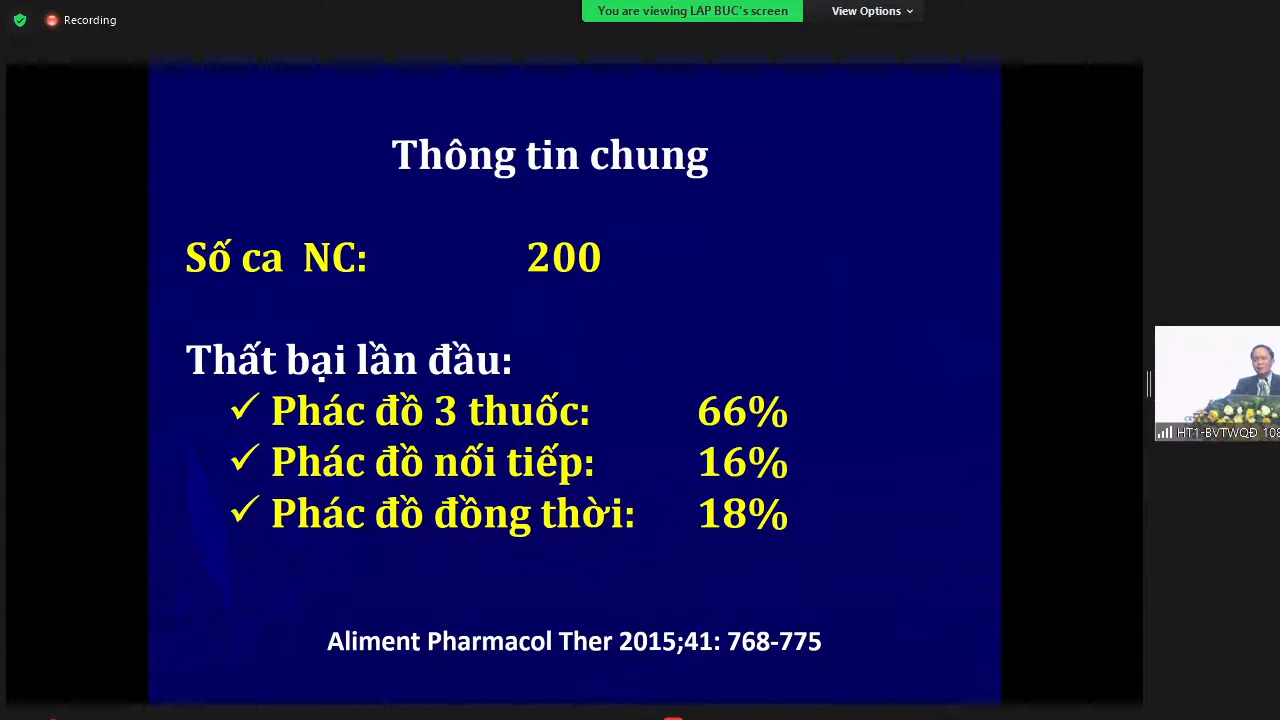 Recording
You are viewing LAP BUC's screen
View Options
Thông tin chung
Số ca NC: 200
Thất bại lần đầu:
✓ Phác đồ 3 thuốc: 66%
✓ Phác đồ nối tiếp: 16%
✓ Phác đồ đồng thời: 18%
Aliment Pharmacol Ther 2015;41: 768-775
HT1-BVTWQĐ 108